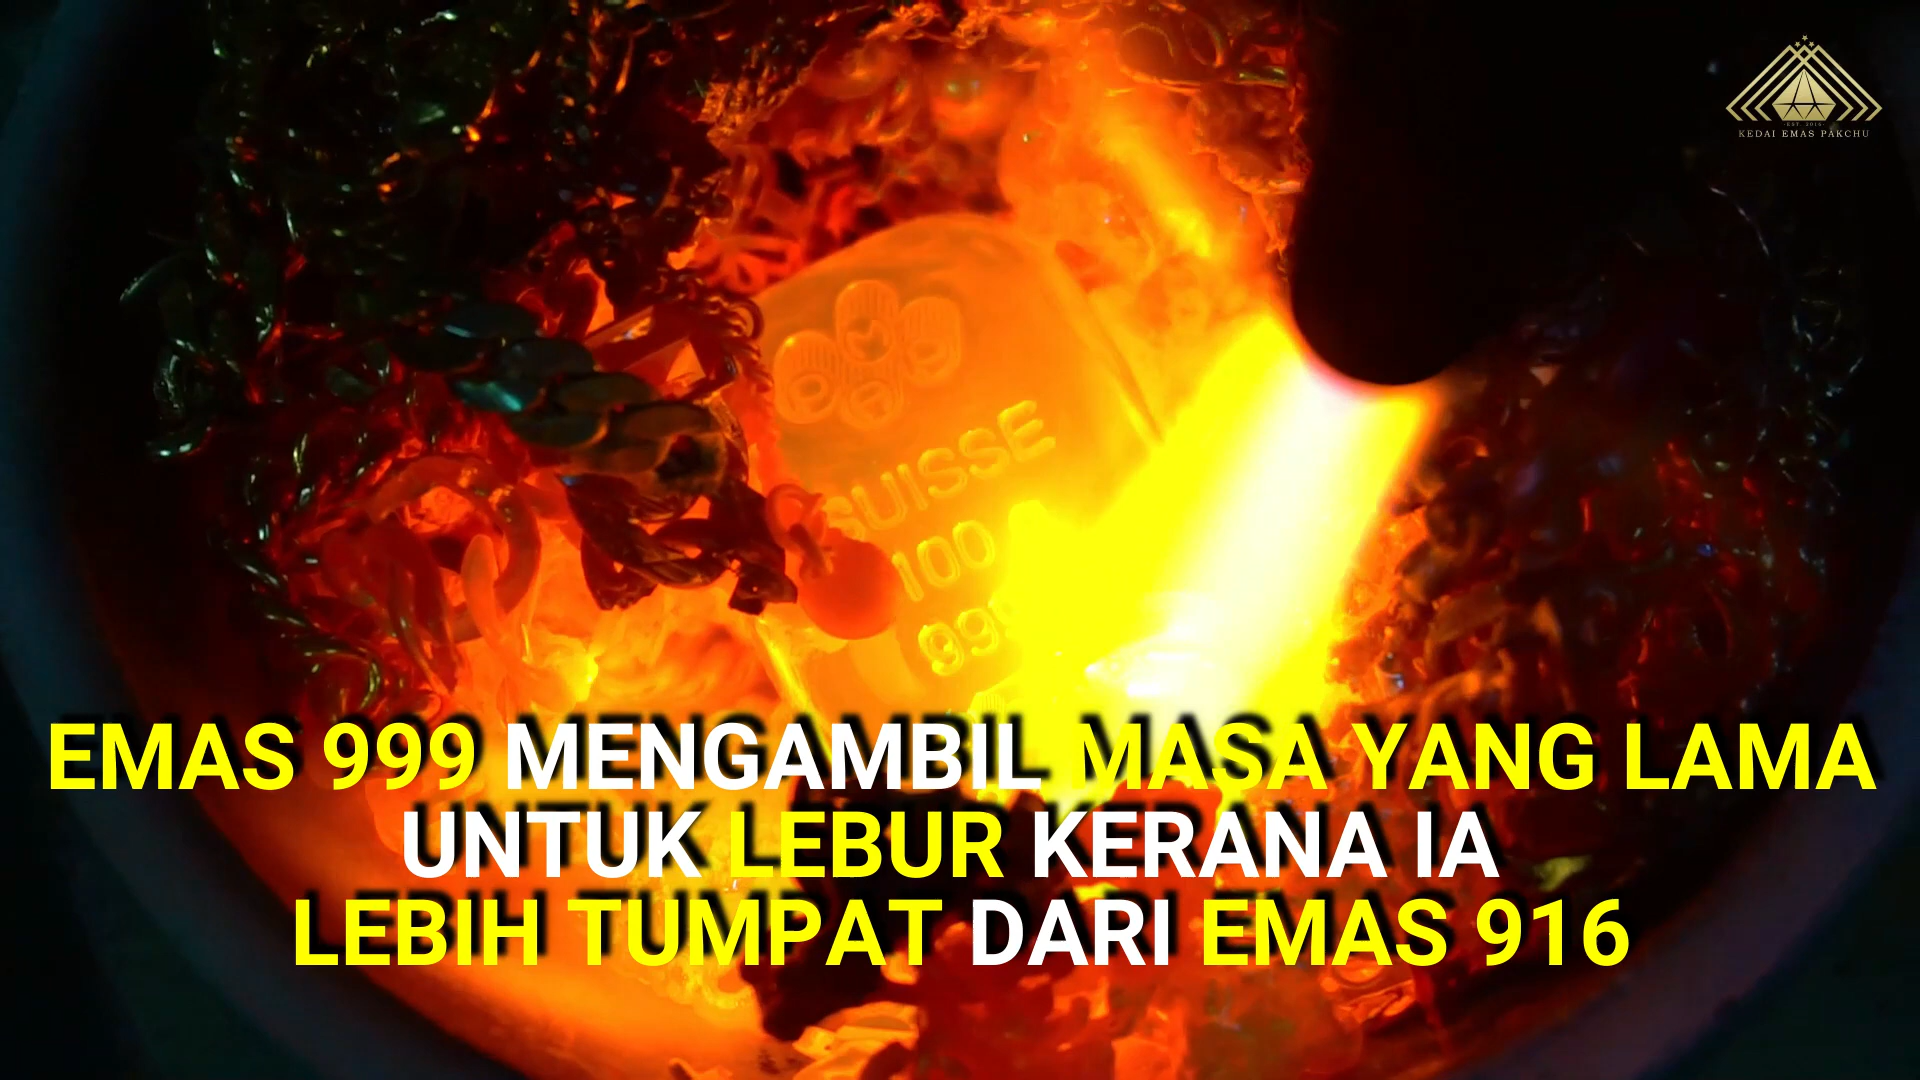 KEDAI EMAS PAKCHU
SUISSE
100
999
EMAS 999 MENGAMBIL MASA YANG LAMA
UNTUK LEBUR KERANA IA
LEBIH TUMPAT DARI EMAS 916